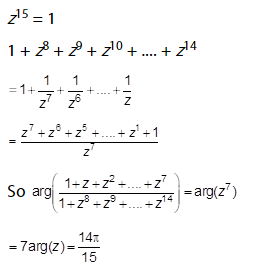 z¹⁵ = 1
1 + z⁸ + z⁹ + z¹⁰ + .... + z¹⁴
= 1 + 1/z⁷ + 1/z⁶ + .... + 1/z
= (z⁷ + z⁶ + z⁵ + .... + z¹ + 1)/z⁷
So arg((1 + z + z² + .... + z⁷)/(1 + z⁸ + z⁹ + .... + z¹⁴)) = arg(z⁷)
= 7arg(z) = 14π/15